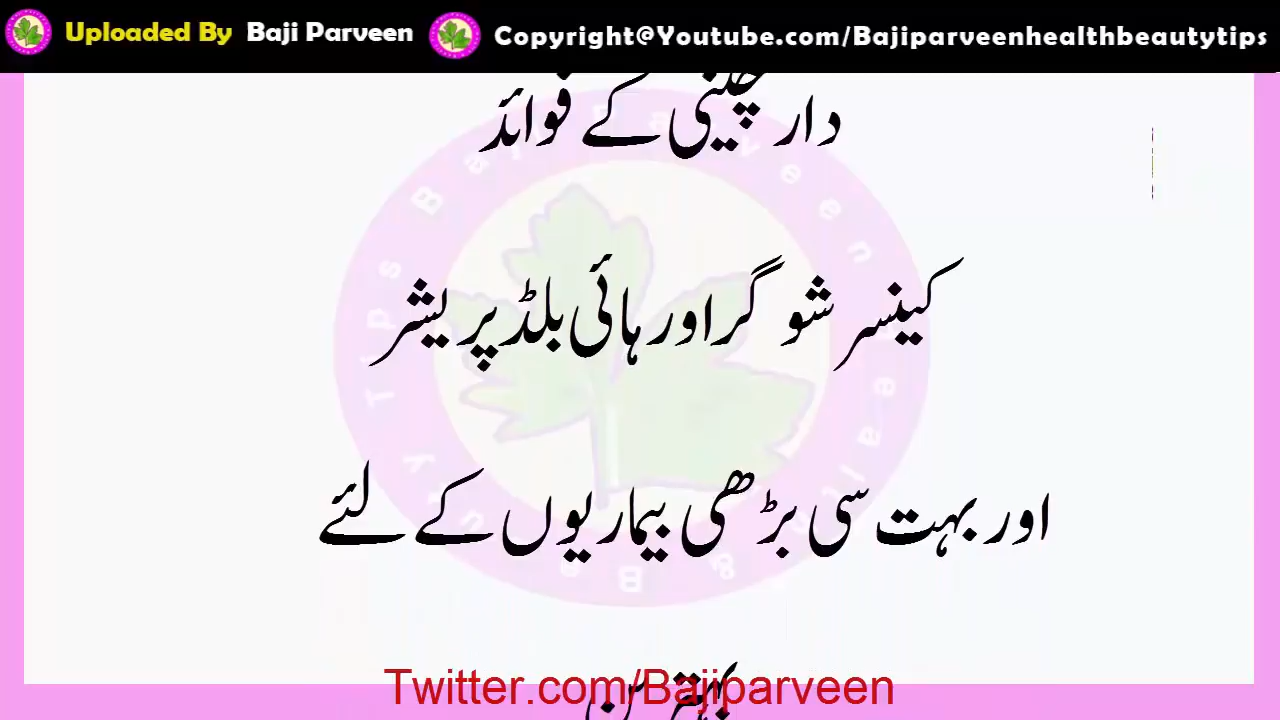 Uploaded By Baji Parveen Copyright@Youtube.com/Bajiparveenhealthbeautytips
دار چینی کے فوائد
کینسر شوگر اور ہائی بلڈ پریشر
اور بہت سی بڑھی بیماریوں کے لئے
Twitter.com/Bajiparveen